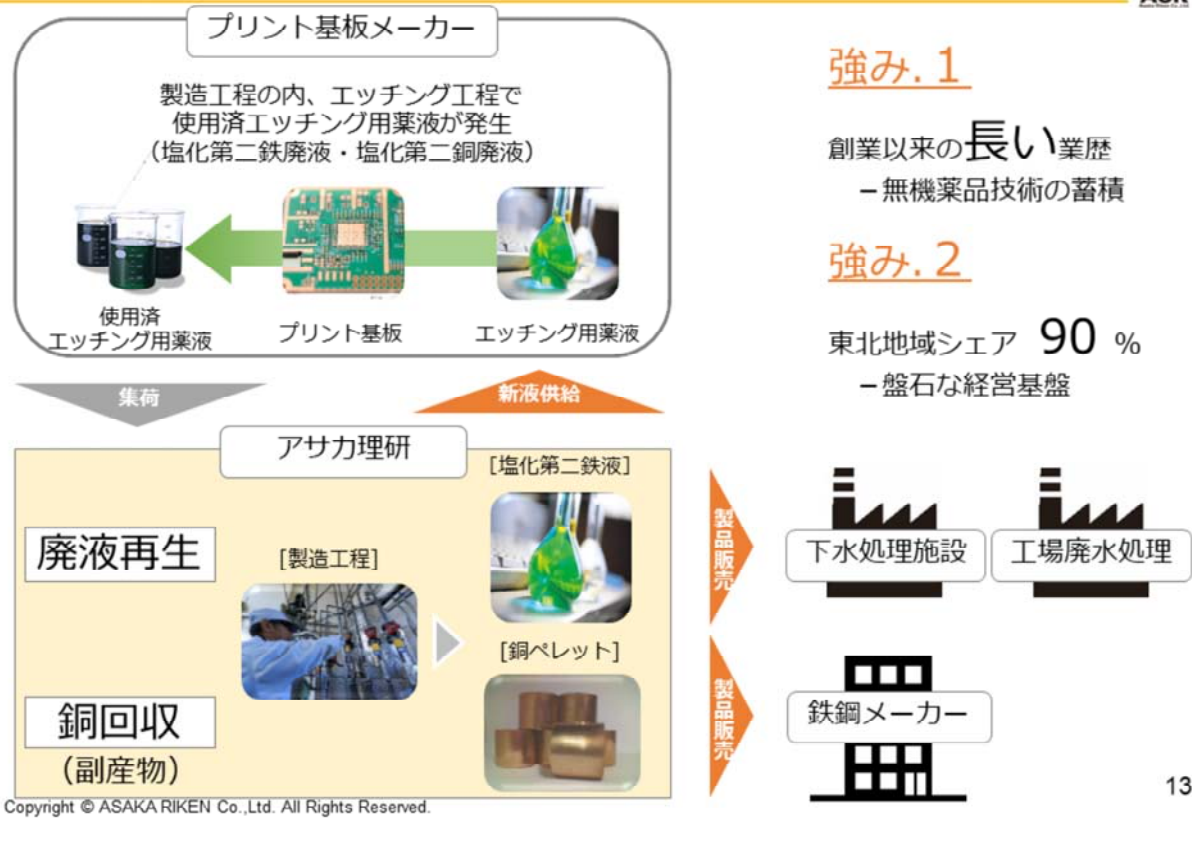 ASK
プリント基板メーカー
製造工程の内、エッチング工程で
使用済エッチング用薬液が発生
（塩化第二鉄廃液・塩化第二銅廃液）
使用済
エッチング用薬液
プリント基板
エッチング用薬液
集荷
新液供給
アサカ理研
廃液再生
銅回収
（副産物）
[製造工程]
[塩化第二鉄液]
[銅ペレット]
強み.１
創業以来の長い業歴
－無機薬品技術の蓄積
強み.２
東北地域シェア 90 %
－盤石な経営基盤
製品販売
下水処理施設
工場廃水処理
製品販売
鉄鋼メーカー
Copyright © ASAKA RIKEN Co.,Ltd. All Rights Reserved.
13